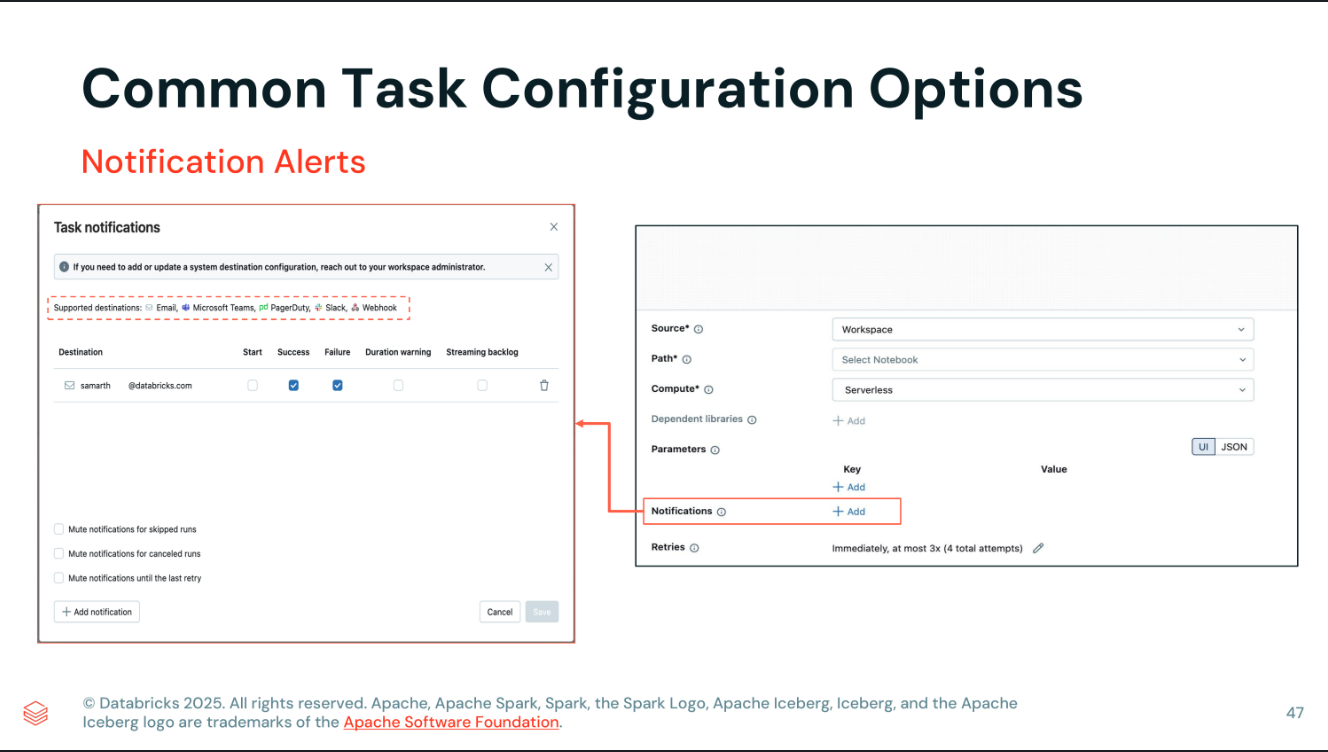 Common Task Configuration Options
Notification Alerts
Task notifications
If you need to add or update a system destination configuration, reach out to your workspace administrator.
Supported destinations: Email, Microsoft Teams, pd PagerDuty, Slack, Webhook
Destination Start Success Failure Duration warning Streaming backlog
samarth @databricks.com
Mute notifications for skipped runs
Mute notifications for canceled runs
Mute notifications until the last retry
+ Add notification Cancel Save
Source* Workspace
Path* Select Notebook
Compute* Serverless
Dependent libraries + Add
Parameters UI JSON
Key Value
+ Add
Notifications + Add
Retries Immediately, at most 3x (4 total attempts)
© Databricks 2025. All rights reserved. Apache, Apache Spark, Spark, the Spark Logo, Apache Iceberg, Iceberg, and the Apache
Iceberg logo are trademarks of the Apache Software Foundation.
47